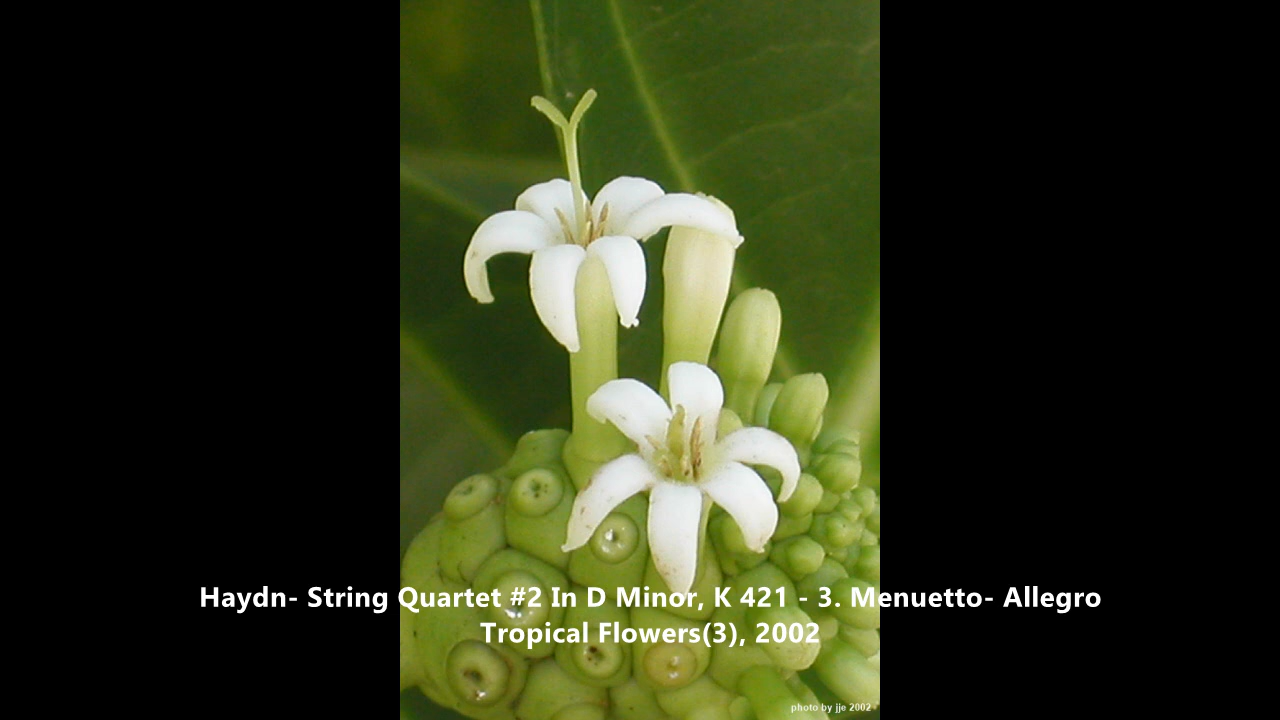 Haydn- String Quartet #2 In D Minor, K 421 - 3. Menuetto- Allegro
Tropical Flowers(3), 2002
photo by jje 2002